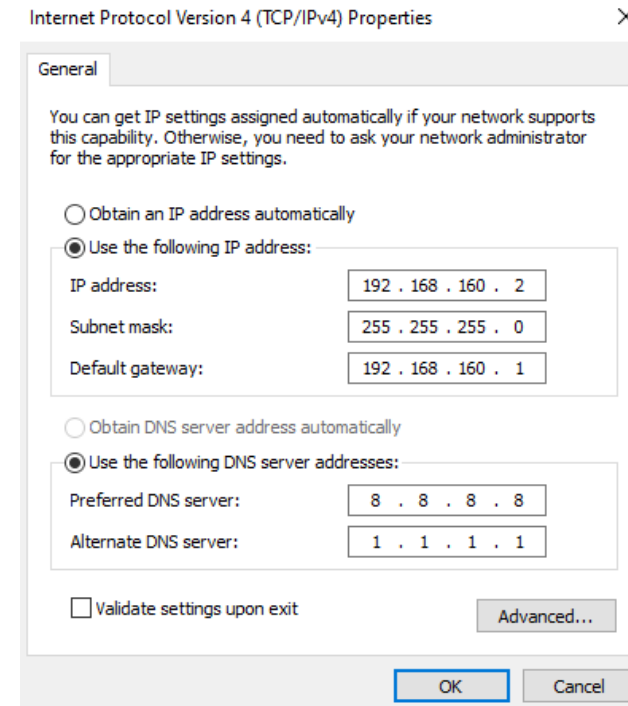 Internet Protocol Version 4 (TCP/IPv4) Properties
General
You can get IP settings assigned automatically if your network supports
this capability. Otherwise, you need to ask your network administrator
for the appropriate IP settings.
Obtain an IP address automatically
Use the following IP address:
IP address: 192 . 168 . 160 . 2
Subnet mask: 255 . 255 . 255 . 0
Default gateway: 192 . 168 . 160 . 1
Obtain DNS server address automatically
Use the following DNS server addresses:
Preferred DNS server: 8 . 8 . 8 . 8
Alternate DNS server: 1 . 1 . 1 . 1
Validate settings upon exit
Advanced...
OK Cancel